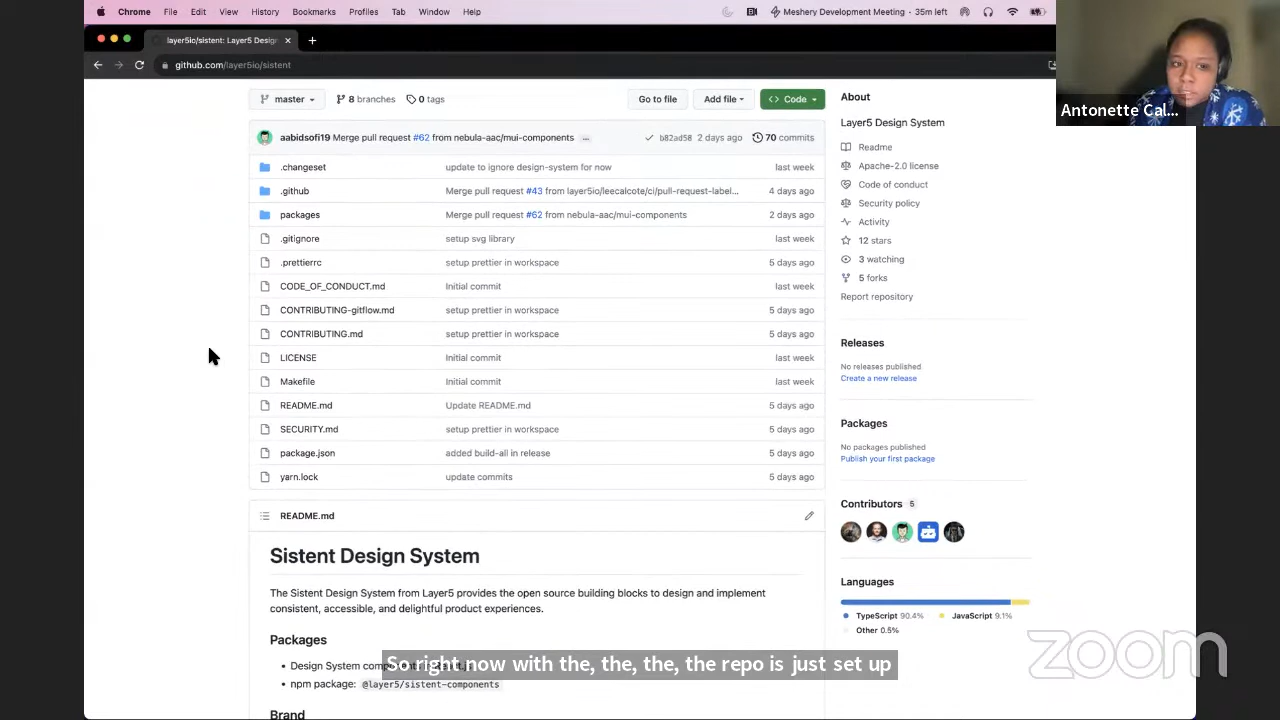 Chrome File Edit View History Bookmarks Profiles Tab Window Help Meshery Development Meeting - 35m left
layer5io/sistent: Layer5 Desig
github.com/layer5io/sistent
Antonette Cal...
master 8 branches 0 tags Go to file Add file Code
aabidsofi19 Merge pull request #62 from nebula-aac/mui-components ... b82ad58 2 days ago 70 commits
.changeset update to ignore design-system for now last week
.github Merge pull request #43 from layer5io/leecalcote/ci/pull-request-label... 4 days ago
packages Merge pull request #62 from nebula-aac/mui-components 2 days ago
.gitignore setup svg library last week
.prettierrc setup prettier in workspace 5 days ago
CODE_OF_CONDUCT.md Initial commit last week
CONTRIBUTING-gitflow.md setup prettier in workspace 5 days ago
CONTRIBUTING.md setup prettier in workspace 5 days ago
LICENSE Initial commit last week
Makefile Initial commit last week
README.md Update README.md 5 days ago
SECURITY.md setup prettier in workspace 5 days ago
package.json added build-all in release 5 days ago
yarn.lock update commits 5 days ago
README.md
Sistent Design System
The Sistent Design System from Layer5 provides the open source building blocks to design and implement
consistent, accessible, and delightful product experiences.
Packages
Design System com
npm package: @layer5/sistent-components
Brand
About
Layer5 Design System
Readme
Apache-2.0 license
Code of conduct
Security policy
Activity
12 stars
3 watching
5 forks
Report repository
Releases
No releases published
Create a new release
Packages
No packages published
Publish your first package
Contributors 5
Languages
TypeScript 90.4% JavaScript 9.1%
Other 0.5%
So right now with the, the, the, the repo is just set up
zoom